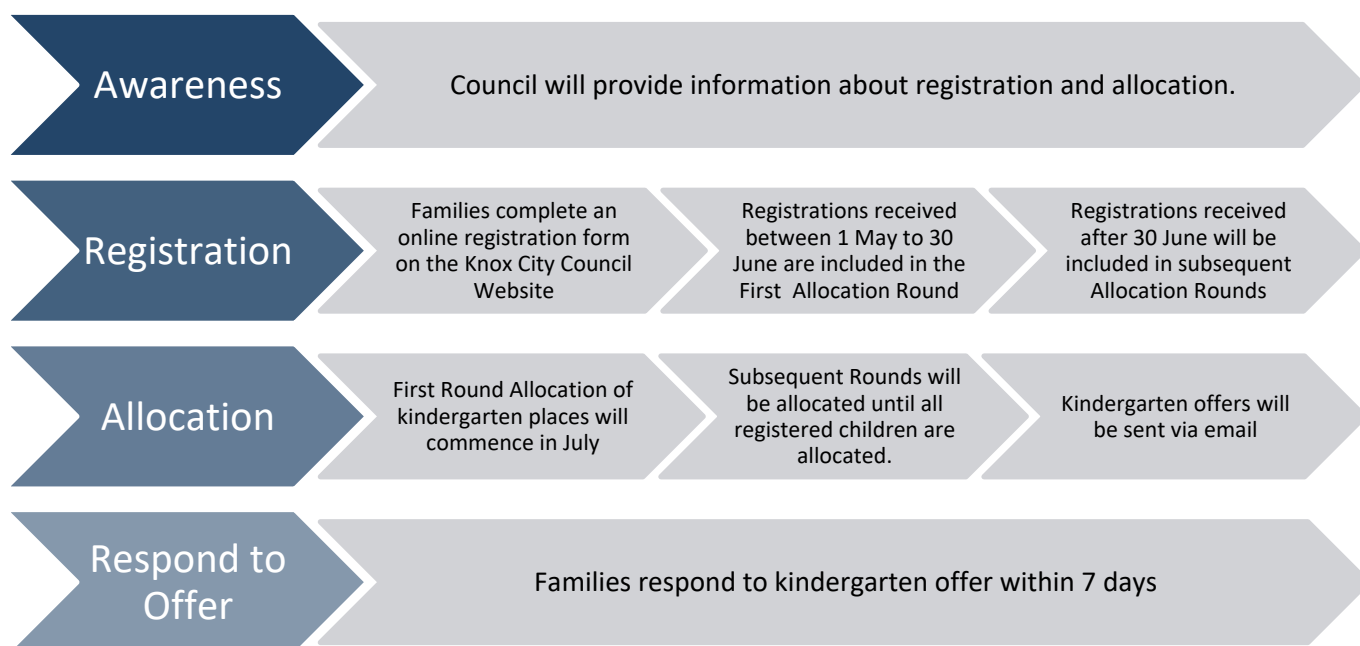 Awareness
Council will provide information about registration and allocation.
Registration
Families complete an
online registration form
on the Knox City Council
Website
Registrations received
between 1 May to 30
June are included in the
First Allocation Round
Registrations received
after 30 June will be
included in subsequent
Allocation Rounds
Allocation
First Round Allocation of
kindergarten places will
commence in July
Subsequent Rounds will
be allocated until all
registered children are
allocated.
Kindergarten offers will
be sent via email
Respond to
Offer
Families respond to kindergarten offer within 7 days